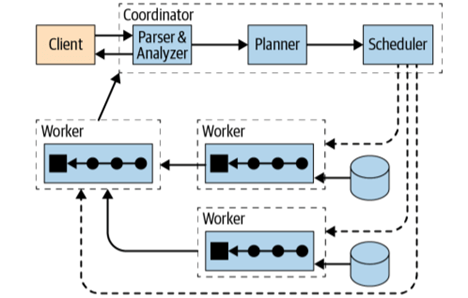 Coordinator
Client
Parser &
Analyzer
Planner
Scheduler
Worker
Worker
Worker